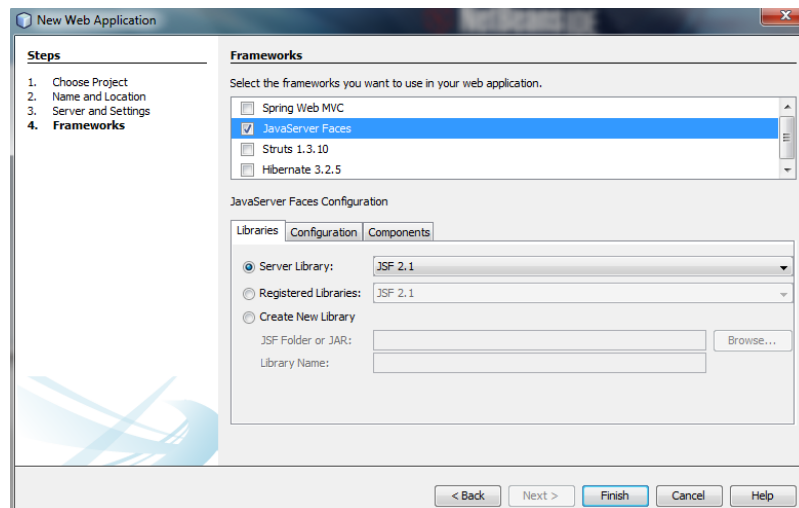 New Web Application
Steps
1. Choose Project
2. Name and Location
3. Server and Settings
4. Frameworks
Frameworks
Select the frameworks you want to use in your web application.
Spring Web MVC
JavaServer Faces
Struts 1.3.10
Hibernate 3.2.5
JavaServer Faces Configuration
Libraries Configuration Components
Server Library: JSF 2.1
Registered Libraries: JSF 2.1
Create New Library
JSF Folder or JAR: Browse...
Library Name:
< Back Next > Finish Cancel Help